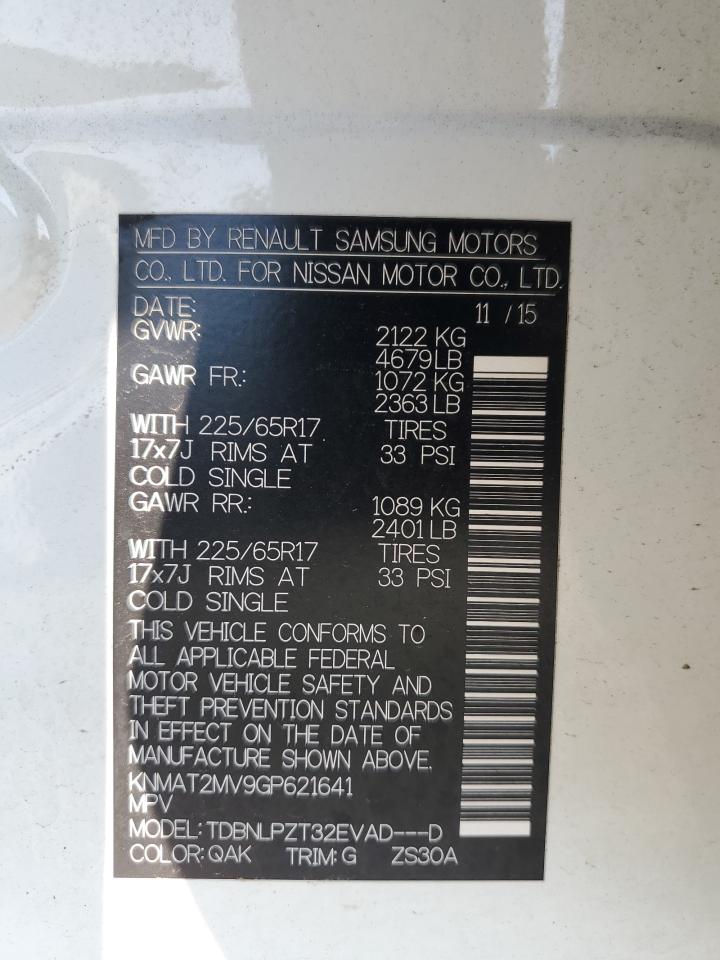 MFD BY RENAULT SAMSUNG MOTORS
CO., LTD. FOR NISSAN MOTOR CO., LTD.
DATE: 11 / 15
GVWR: 2122 KG
4679 LB
GAWR FR.: 1072 KG
2363 LB
WITH 225/65R17 TIRES
17x7J RIMS AT 33 PSI
COLD SINGLE
GAWR RR.: 1089 KG
2401 LB
WITH 225/65R17 TIRES
17x7J RIMS AT 33 PSI
COLD SINGLE
THIS VEHICLE CONFORMS TO
ALL APPLICABLE FEDERAL
MOTOR VEHICLE SAFETY AND
THEFT PREVENTION STANDARDS
IN EFFECT ON THE DATE OF
MANUFACTURE SHOWN ABOVE.
KNMAT2MV9GP621641
MPV
MODEL: TDBNLPZT32EVAD---D
COLOR: QAK TRIM: G ZS30A